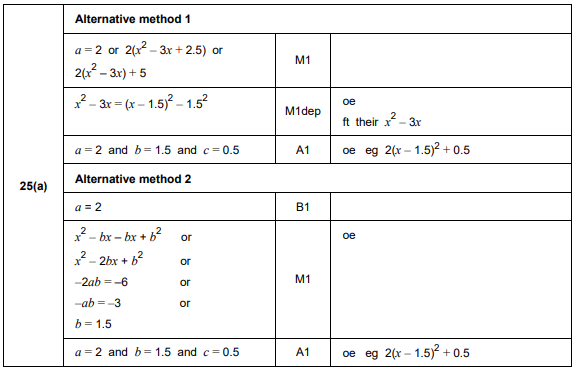 Alternative method 1
a = 2 or 2(x² – 3x + 2.5) or
2(x² – 3x) + 5
M1
x² – 3x = (x – 1.5)² – 1.5²
M1dep
oe
ft their x² – 3x
a = 2 and b = 1.5 and c = 0.5
A1
oe eg 2(x – 1.5)² + 0.5
25(a)
Alternative method 2
a = 2
B1
x² – bx – bx + b² or
x² – 2bx + b² or
–2ab = –6 or
–ab = –3 or
b = 1.5
M1
oe
a = 2 and b = 1.5 and c = 0.5
A1
oe eg 2(x – 1.5)² + 0.5